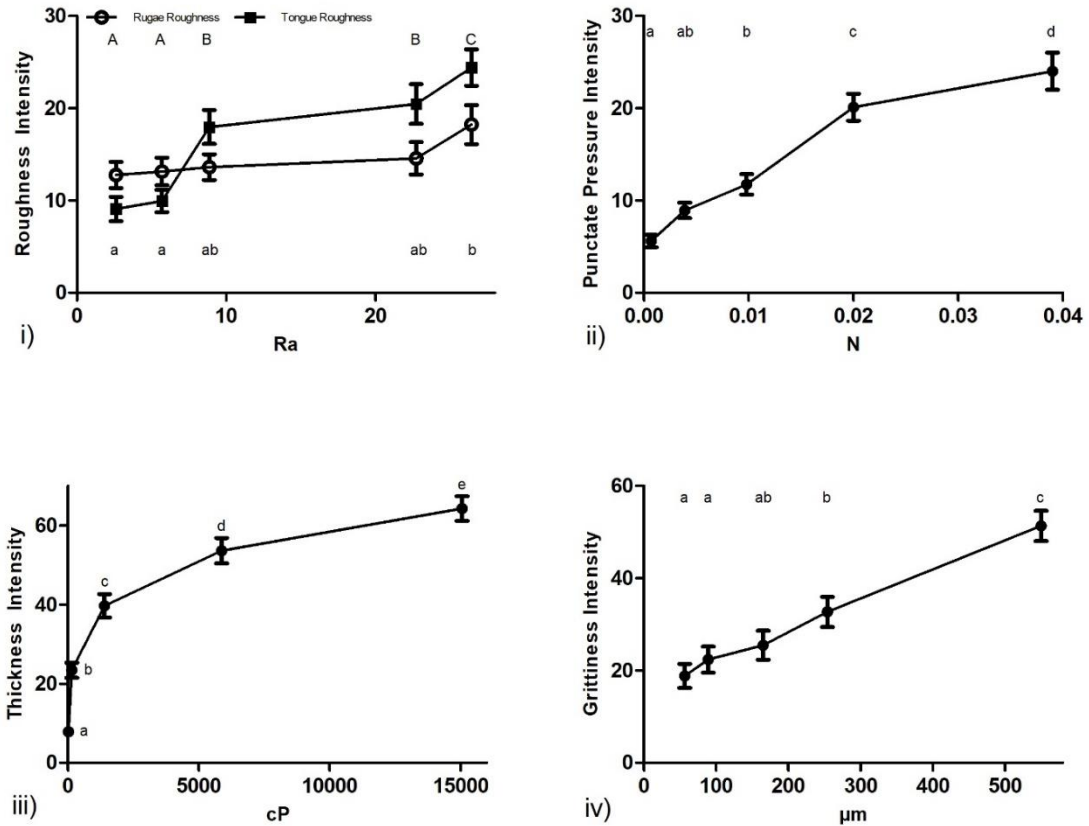 Rugae Roughness Tongue Roughness
Roughness Intensity
30
20
10
0
A A B B C
a a ab ab b
0 10 20
Ra
i)
Punctate Pressure Intensity
30
20
10
0
a ab b c d
0.00 0.01 0.02 0.03 0.04
N
ii)
Thickness Intensity
60
40
20
0
a
b
c
d
e
0 5000 10000 15000
cP
iii)
Grittiness Intensity
60
40
20
0
a a ab b c
0 100 200 300 400 500
µm
iv)